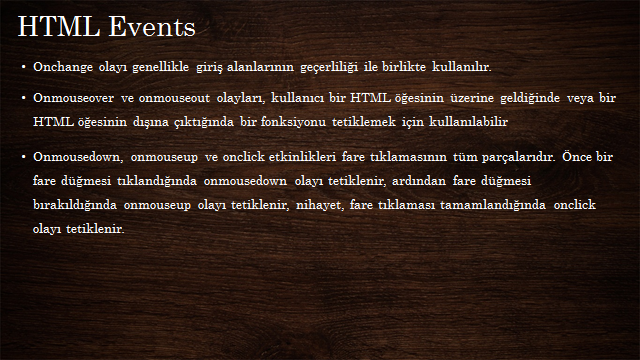 HTML Events
• Onchange olayı genellikle giriş alanlarının geçerliliği ile birlikte kullanılır.
• Onmouseover ve onmouseout olayları, kullanıcı bir HTML öğesinin üzerine geldiğinde veya bir
HTML öğesinin dışına çıktığında bir fonksiyonu tetiklemek için kullanılabilir
• Onmousedown, onmouseup ve onclick etkinlikleri fare tıklamasının tüm parçalarıdır. Önce bir
fare düğmesi tıklandığında onmousedown olayı tetiklenir, ardından fare düğmesi
bırakıldığında onmouseup olayı tetiklenir, nihayet, fare tıklaması tamamlandığında onclick
olayı tetiklenir.